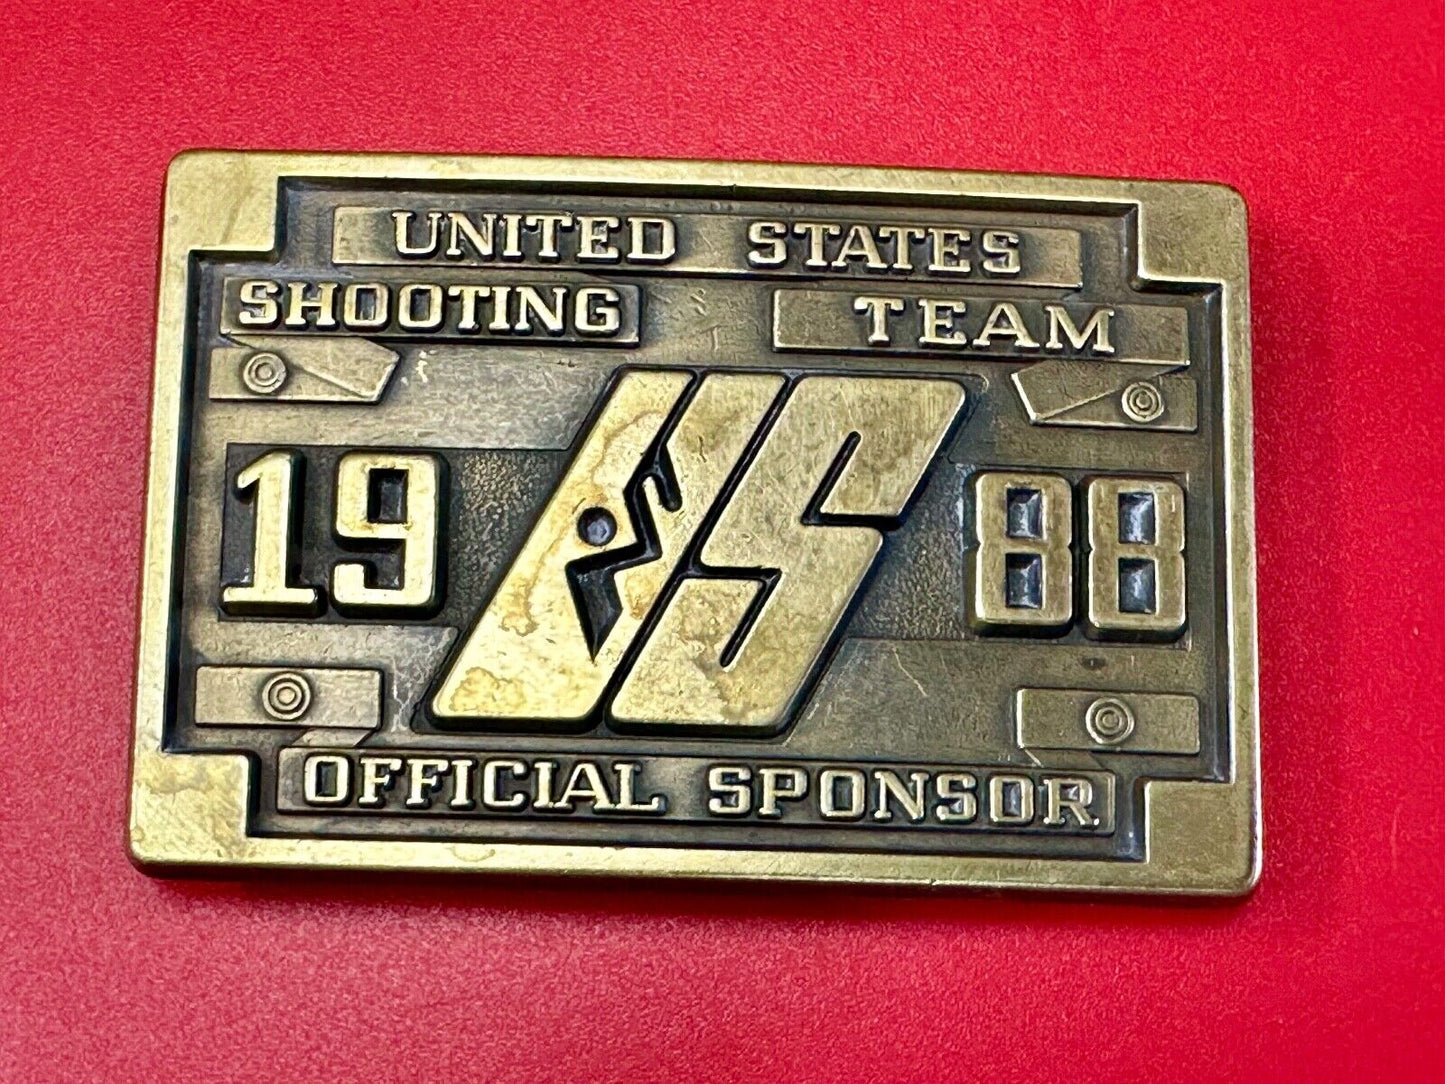 UNITED STATES
SHOOTING TEAM
19 US 88
OFFICIAL SPONSOR